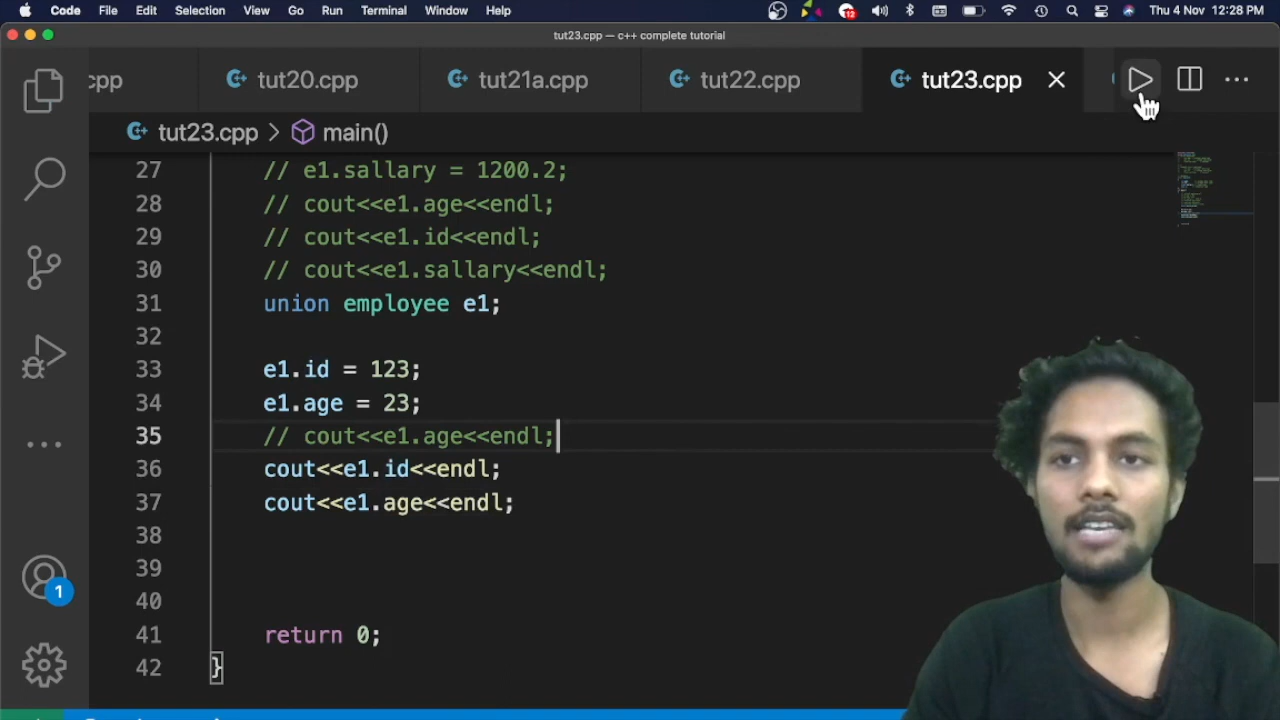 Code File Edit Selection View Go Run Terminal Window Help 12 Thu 4 Nov 12:28 PM
tut23.cpp — c++ complete tutorial
cpp tut20.cpp tut21a.cpp tut22.cpp tut23.cpp
tut23.cpp > main()
27 // e1.sallary = 1200.2;
28 // cout<<e1.age<<endl;
29 // cout<<e1.id<<endl;
30 // cout<<e1.sallary<<endl;
31 union employee e1;
32
33 e1.id = 123;
34 e1.age = 23;
35 // cout<<e1.age<<endl;
36 cout<<e1.id<<endl;
37 cout<<e1.age<<endl;
38
39
40
41 return 0;
42 }
1